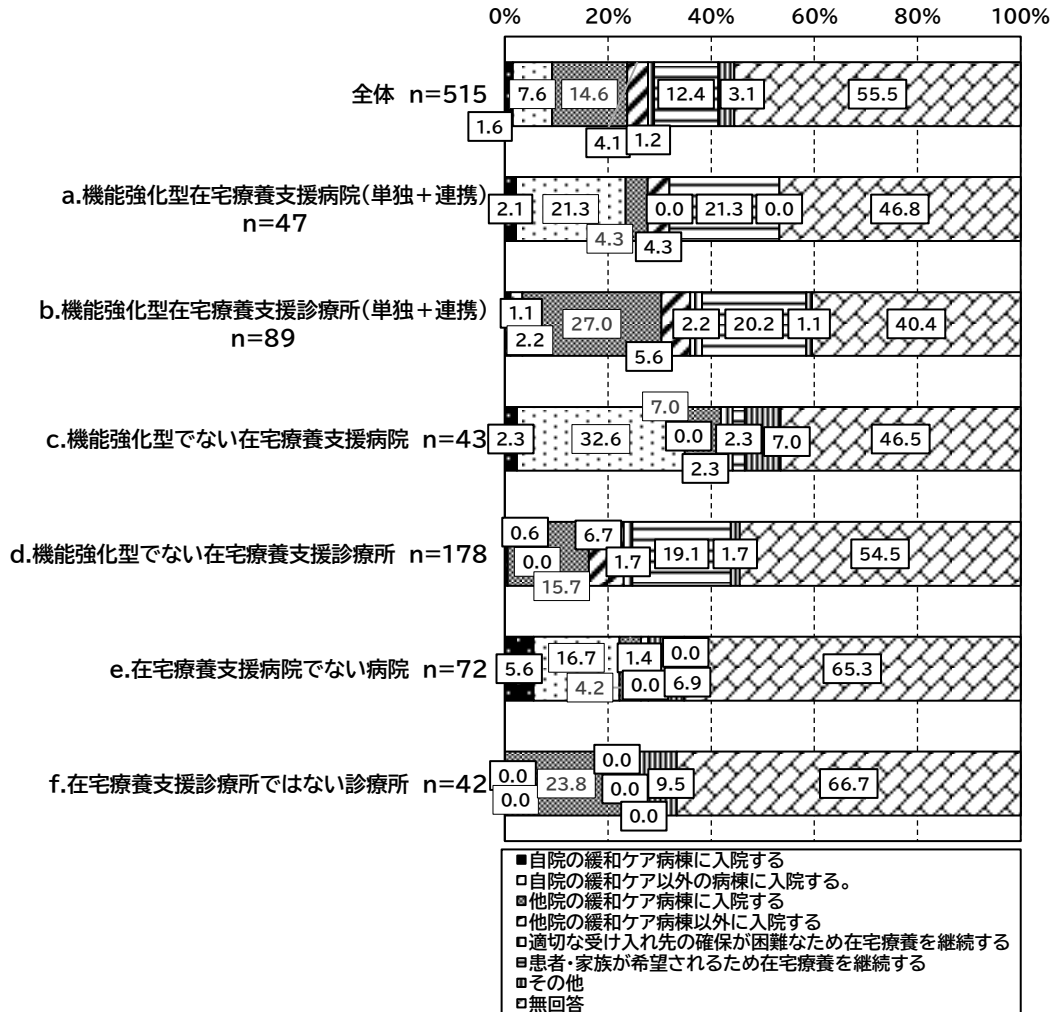 0% 20% 40% 60% 80% 100%
全体 n=515
1.6 7.6 14.6 4.1 1.2 12.4 3.1 55.5
a.機能強化型在宅療養支援病院(単独+連携)
n=47
2.1 21.3 4.3 4.3 0.0 21.3 0.0 46.8
b.機能強化型在宅療養支援診療所(単独+連携)
n=89
1.1 2.2 27.0 5.6 2.2 20.2 1.1 40.4
c.機能強化型でない在宅療養支援病院 n=43
2.3 32.6 7.0 0.0 2.3 2.3 7.0 46.5
d.機能強化型でない在宅療養支援診療所 n=178
0.6 0.0 15.7 6.7 1.7 19.1 1.7 54.5
e.在宅療養支援病院でない病院 n=72
5.6 16.7 4.2 1.4 0.0 0.0 6.9 65.3
f.在宅療養支援診療所ではない診療所 n=42
0.0 0.0 23.8 0.0 0.0 0.0 9.5 66.7
自院の緩和ケア病棟に入院する
自院の緩和ケア以外の病棟に入院する。
他院の緩和ケア病棟に入院する
他院の緩和ケア病棟以外に入院する
適切な受け入れ先の確保が困難なため在宅療養を継続する
患者・家族が希望されるため在宅療養を継続する
その他
無回答